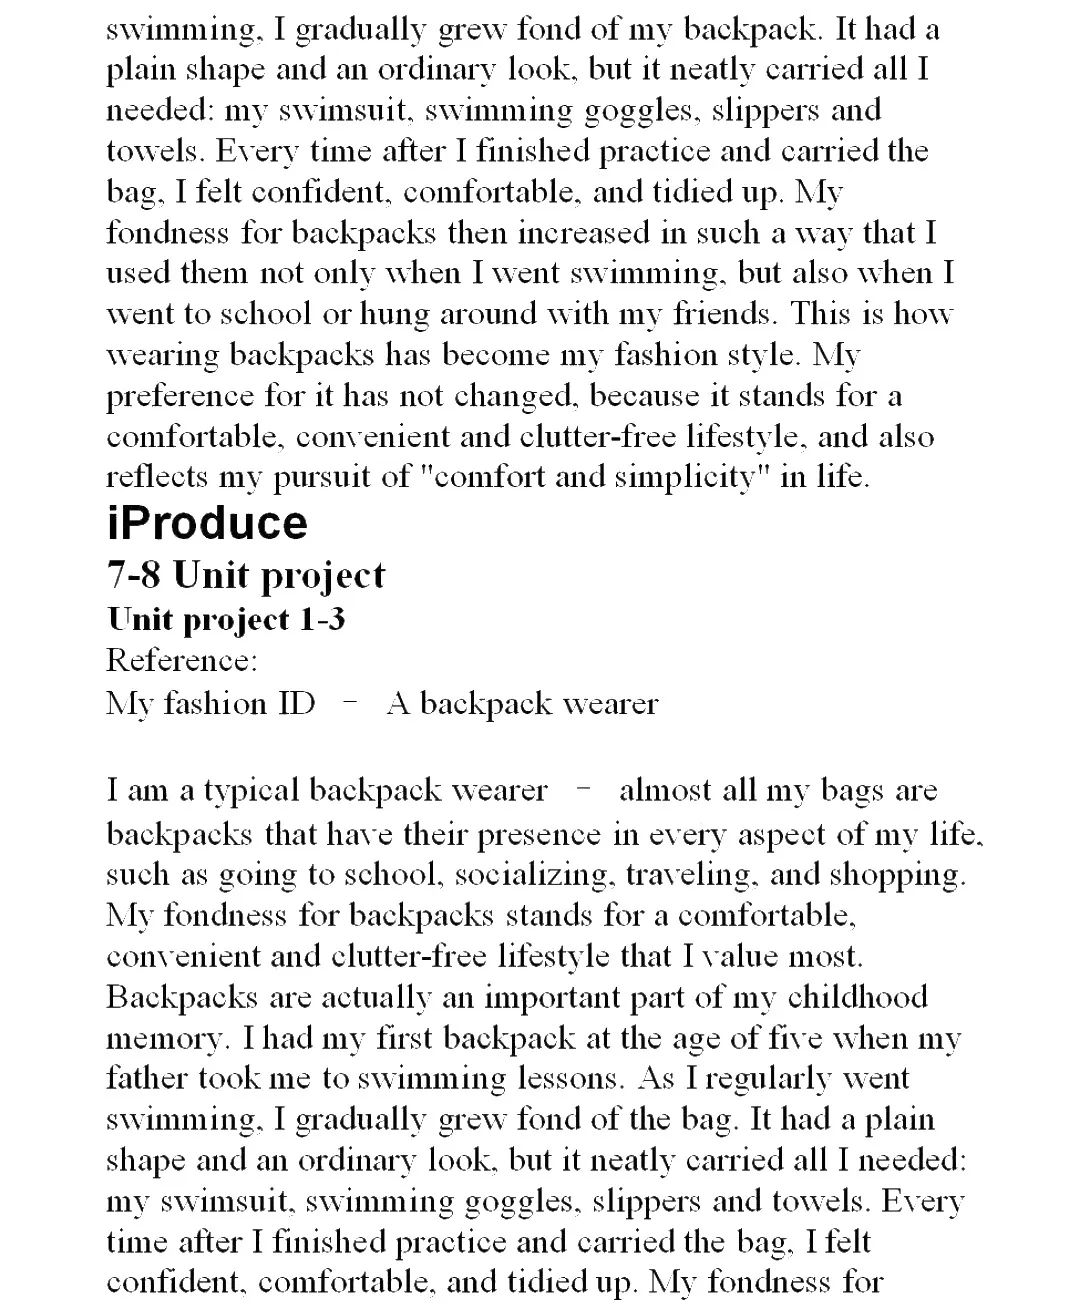 swimming, I gradually grew fond of my backpack. It had a
plain shape and an ordinary look, but it neatly carried all I
needed: my swimsuit, swimming goggles, slippers and
towels. Every time after I finished practice and carried the
bag, I felt confident, comfortable, and tidied up. My
fondness for backpacks then increased in such a way that I
used them not only when I went swimming, but also when I
went to school or hung around with my friends. This is how
wearing backpacks has become my fashion style. My
preference for it has not changed, because it stands for a
comfortable, convenient and clutter-free lifestyle, and also
reflects my pursuit of "comfort and simplicity" in life.
iProduce
7-8 Unit project
Unit project 1-3
Reference:
My fashion ID – A backpack wearer
I am a typical backpack wearer – almost all my bags are
backpacks that have their presence in every aspect of my life,
such as going to school, socializing, traveling, and shopping.
My fondness for backpacks stands for a comfortable,
convenient and clutter-free lifestyle that I value most.
Backpacks are actually an important part of my childhood
memory. I had my first backpack at the age of five when my
father took me to swimming lessons. As I regularly went
swimming, I gradually grew fond of the bag. It had a plain
shape and an ordinary look, but it neatly carried all I needed:
my swimsuit, swimming goggles, slippers and towels. Every
time after I finished practice and carried the bag, I felt
confident, comfortable, and tidied up. My fondness for